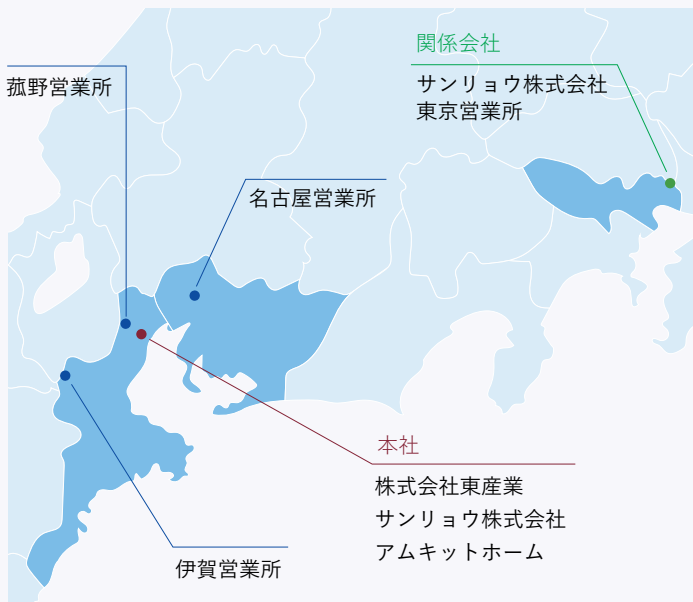 関係会社
サンリョウ株式会社
東京営業所
菰野営業所
名古屋営業所
本社
株式会社東産業
サンリョウ株式会社
アムキットホーム
伊賀営業所